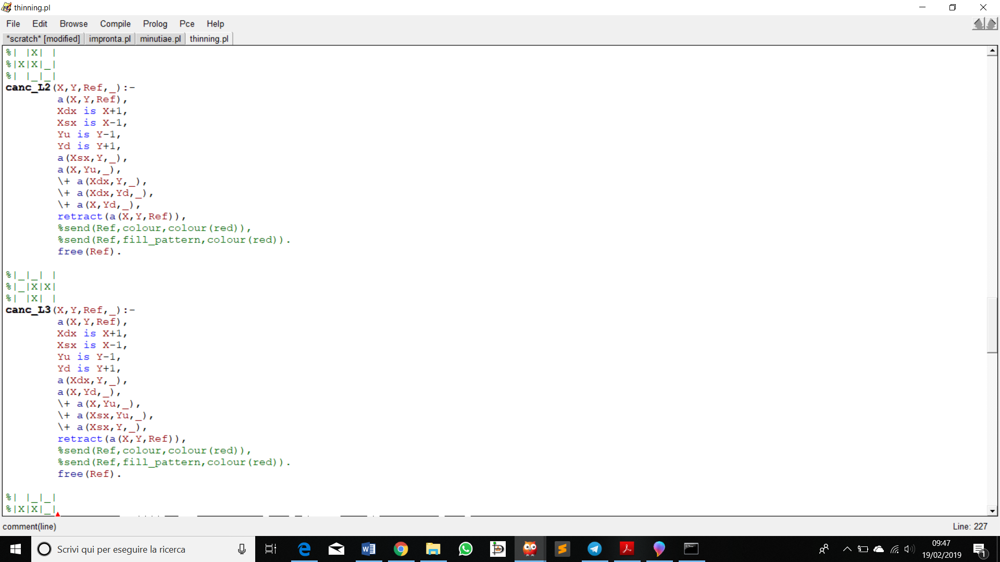 thinning.pl
File Edit Browse Compile Prolog Pce Help
*scratch* [modified] impronta.pl minutiae.pl thinning.pl
%| |X| |
%|X|X|_|
%| |_|_|
canc_L2(X,Y,Ref,_):-
a(X,Y,Ref),
Xdx is X+1,
Xsx is X-1,
Yu is Y-1,
Yd is Y+1,
a(Xsx,Y,_),
a(X,Yu,_),
\+ a(Xdx,Y,_),
\+ a(Xdx,Yd,_),
\+ a(X,Yd,_),
retract(a(X,Y,Ref)),
%send(Ref,colour,colour(red)),
%send(Ref,fill_pattern,colour(red)).
free(Ref).
%|_|_| |
%|_|X|X|
%| |X| |
canc_L3(X,Y,Ref,_):-
a(X,Y,Ref),
Xdx is X+1,
Xsx is X-1,
Yu is Y-1,
Yd is Y+1,
a(Xdx,Y,_),
a(X,Yd,_),
\+ a(X,Yu,_),
\+ a(Xsx,Yu,_),
\+ a(Xsx,Y,_),
retract(a(X,Y,Ref)),
%send(Ref,colour,colour(red)),
%send(Ref,fill_pattern,colour(red)).
free(Ref).
%| |_|_|
%|X|X|_|
comment(line) Line: 227
Scrivi qui per eseguire la ricerca
09:47
19/02/2019
1